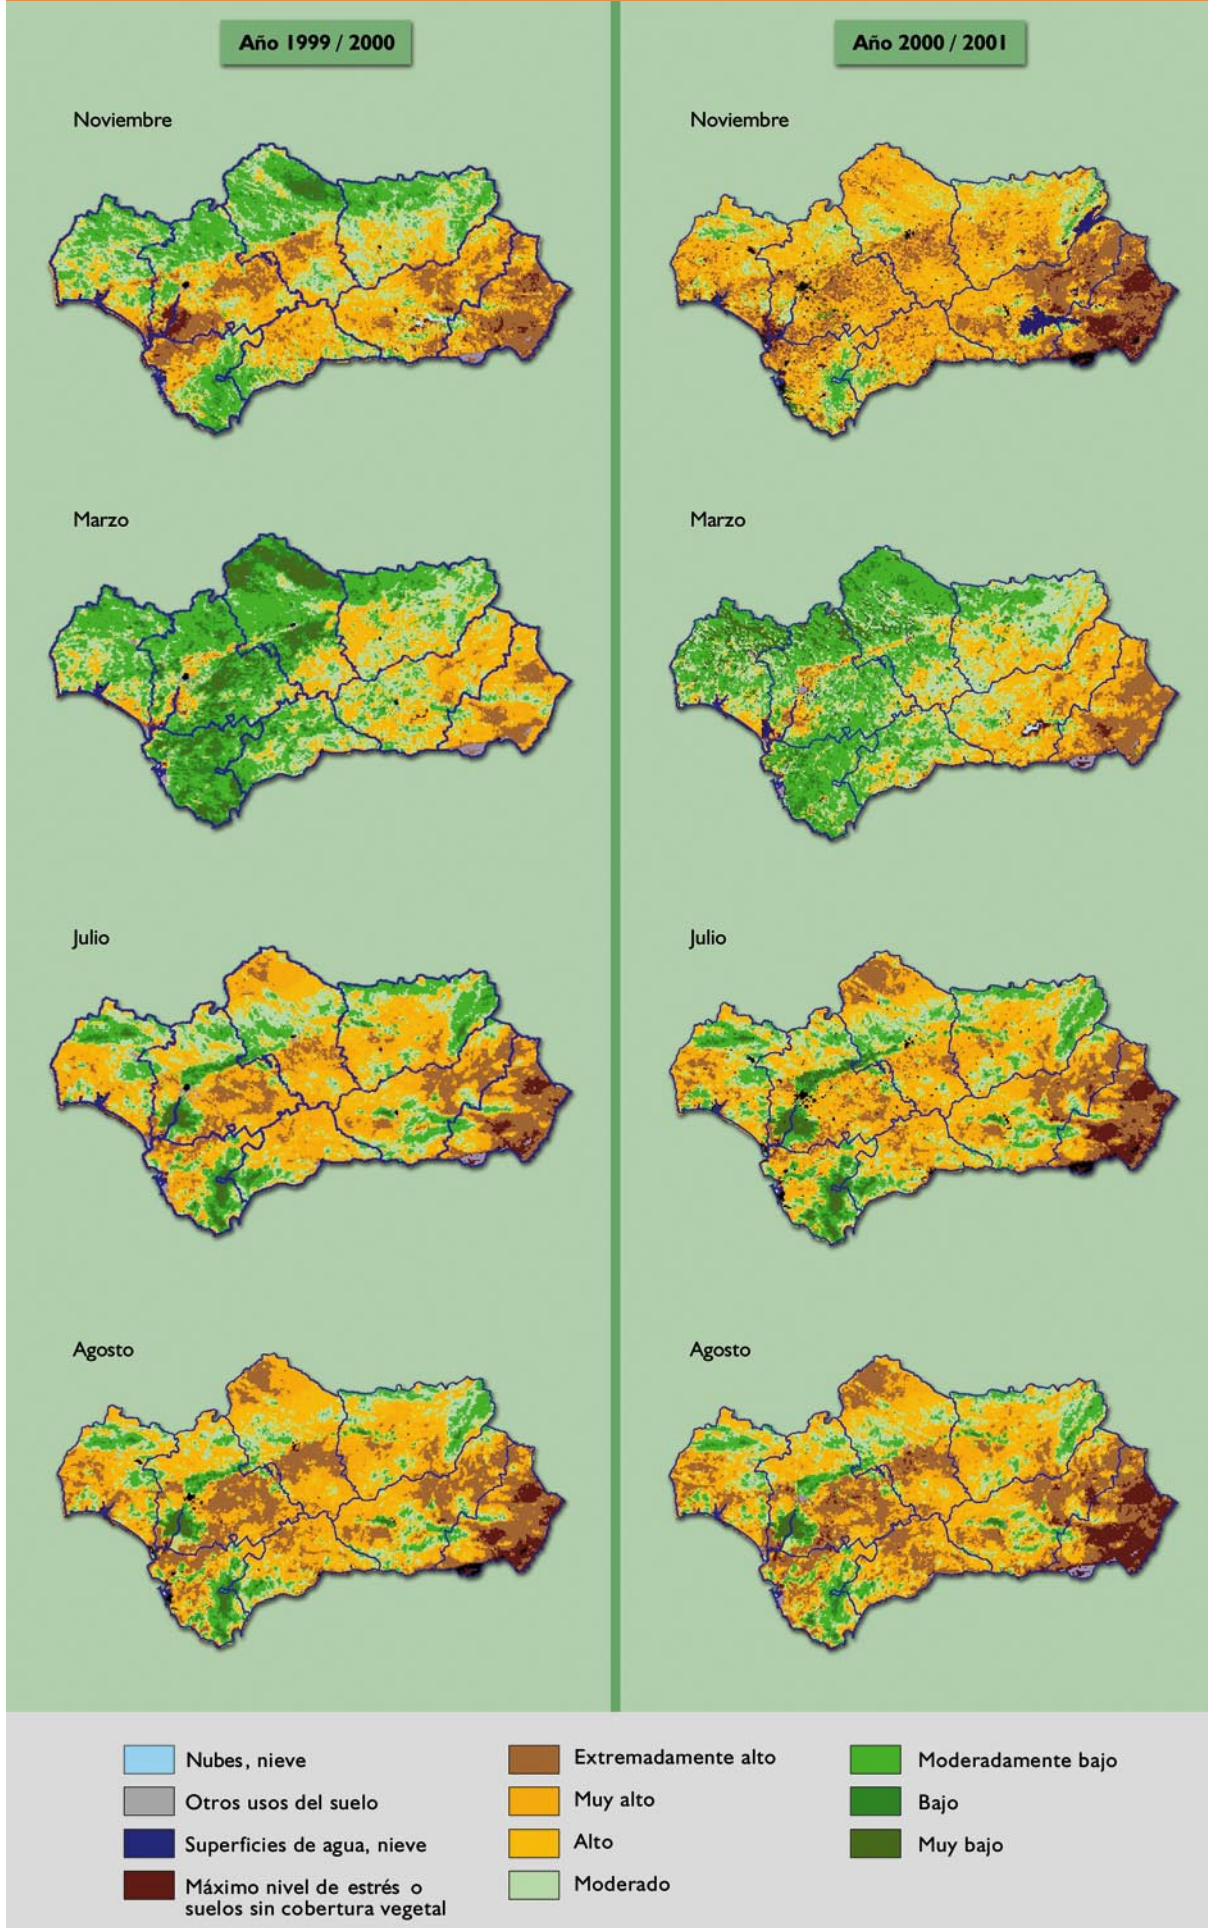 Año 1999 / 2000
Año 2000 / 2001
Noviembre
Noviembre
Marzo
Marzo
Julio
Julio
Agosto
Agosto
Nubes, nieve
Otros usos del suelo
Superficies de agua, nieve
Máximo nivel de estrés o
suelos sin cobertura vegetal
Extremadamente alto
Muy alto
Alto
Moderado
Moderadamente bajo
Bajo
Muy bajo